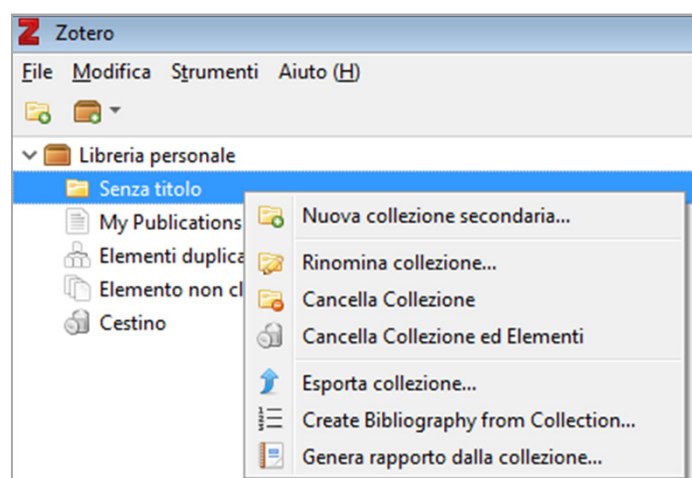 Zotero
File Modifica Strumenti Aiuto (H)
Libreria personale
Senza titolo
My Publications
Elementi duplica
Elemento non cl
Cestino
Nuova collezione secondaria...
Rinomina collezione...
Cancella Collezione
Cancella Collezione ed Elementi
Esporta collezione...
Create Bibliography from Collection...
Genera rapporto dalla collezione...